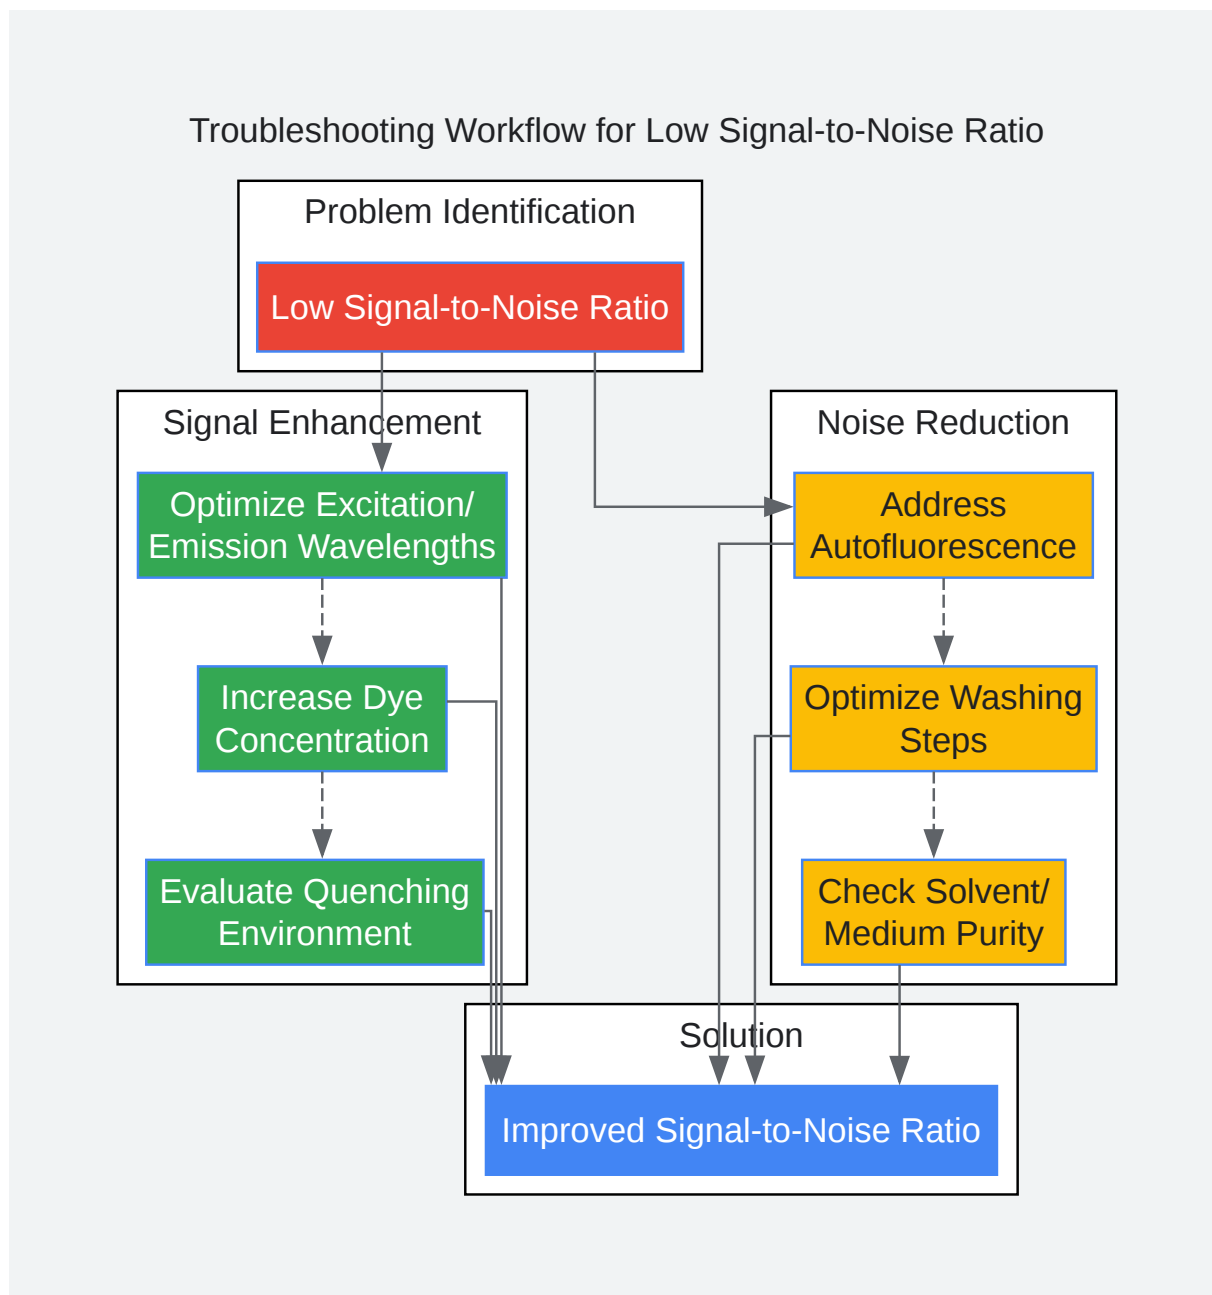 Troubleshooting Workflow for Low Signal-to-Noise Ratio
Problem Identification
Low Signal-to-Noise Ratio
Signal Enhancement
Optimize Excitation/
Emission Wavelengths
Increase Dye
Concentration
Evaluate Quenching
Environment
Noise Reduction
Address
Autofluorescence
Optimize Washing
Steps
Check Solvent/
Medium Purity
Solution
Improved Signal-to-Noise Ratio